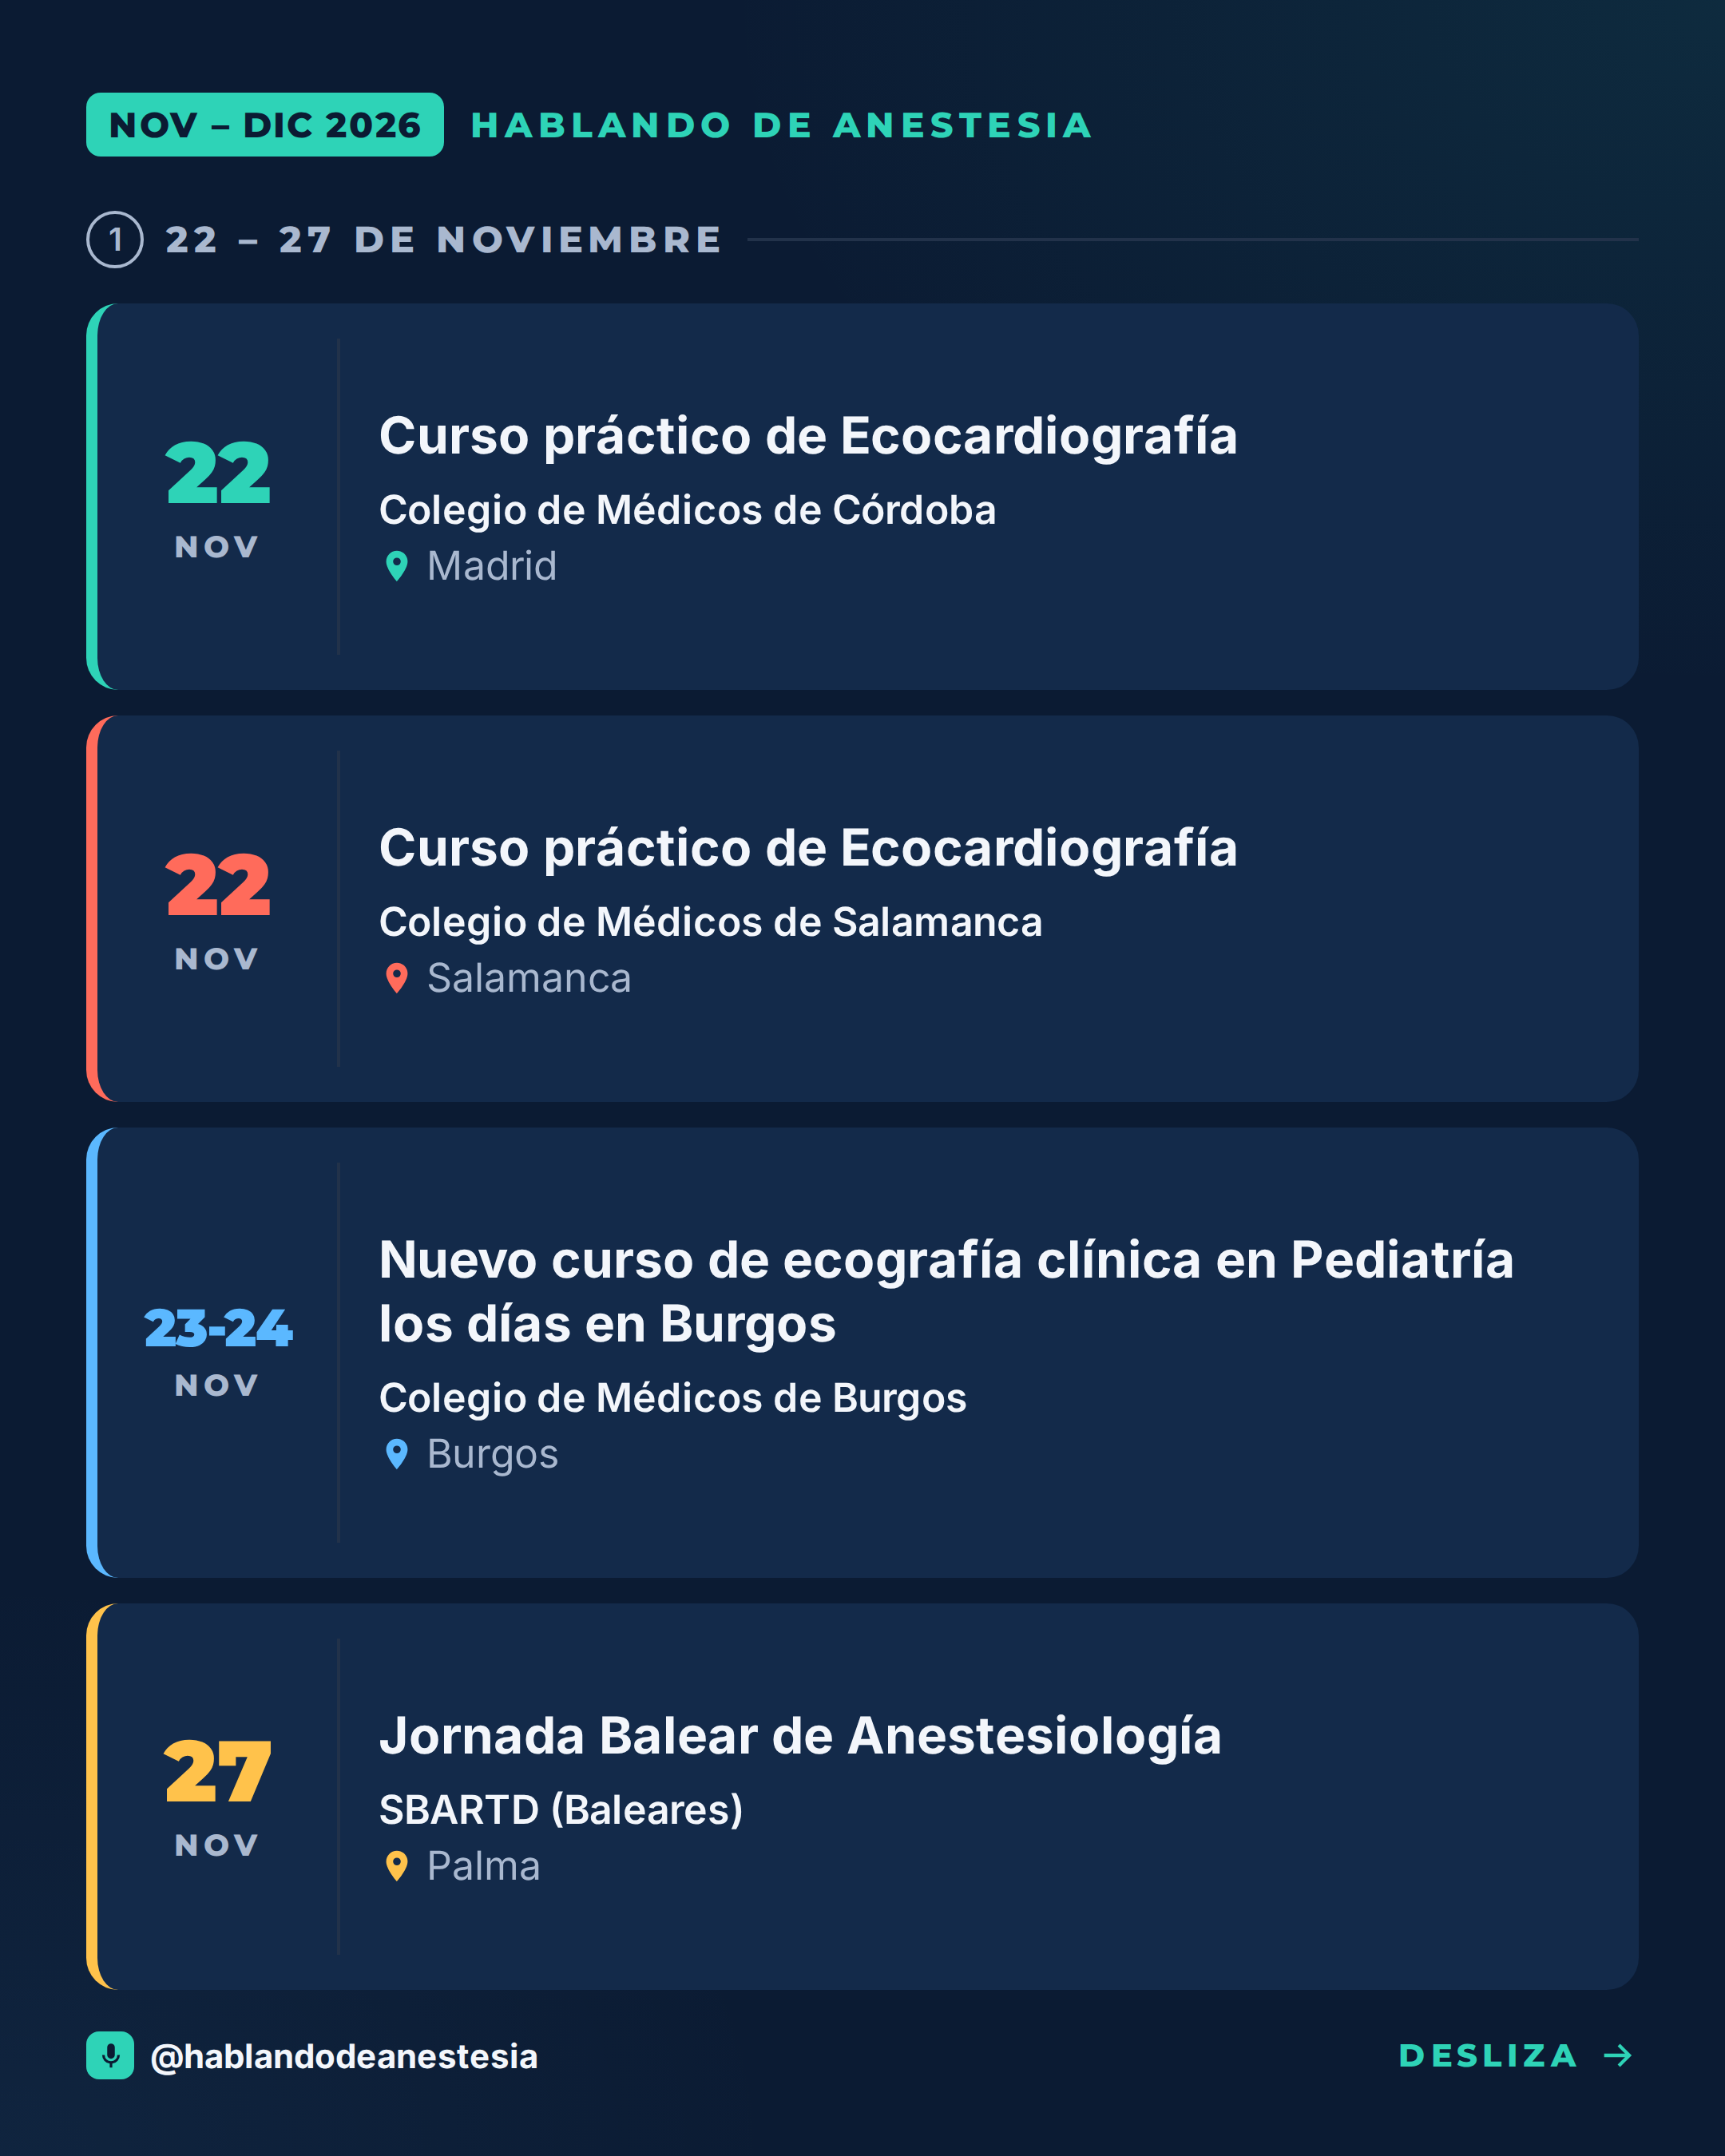 NOV – DIC 2026 HABLANDO DE ANESTESIA
1 22 – 27 DE NOVIEMBRE
22
NOV
Curso práctico de Ecocardiografía
Colegio de Médicos de Córdoba
Madrid
22
NOV
Curso práctico de Ecocardiografía
Colegio de Médicos de Salamanca
Salamanca
23-24
NOV
Nuevo curso de ecografía clínica en Pediatría
los días en Burgos
Colegio de Médicos de Burgos
Burgos
27
NOV
Jornada Balear de Anestesiología
SBARTD (Baleares)
Palma
@hablandodeanestesia
DESLIZA →